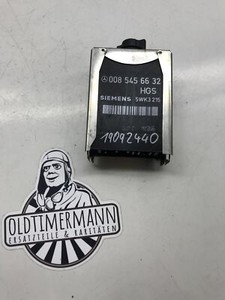 008 545 66 32
HGS
SIEMENS 5WK3 215
19092440
OLDTIMERMANN
ERSATZTEILE & RARITÄTEN